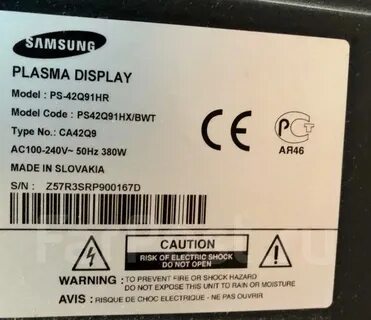 SAMSUNG
PLASMA DISPLAY
Model : PS-42Q91HR
Model Code : PS42Q91HX/BWT
Type No. : CA42Q9
AC100-240V~ 50Hz 380W
MADE IN SLOVAKIA
S/N : Z57R3SRP900167D
CE
АЯ46
CAUTION
RISK OF ELECTRIC SHOCK
DO NOT OPEN
WARNING : TO PREVENT FIRE OR SHOCK HAZARD
DO NOT EXPOSE THIS UNIT TO RAIN OR MOISTURE
AVIS : RISQUE DE CHOC ELECTRIQUE - NE PAS OUVRIR